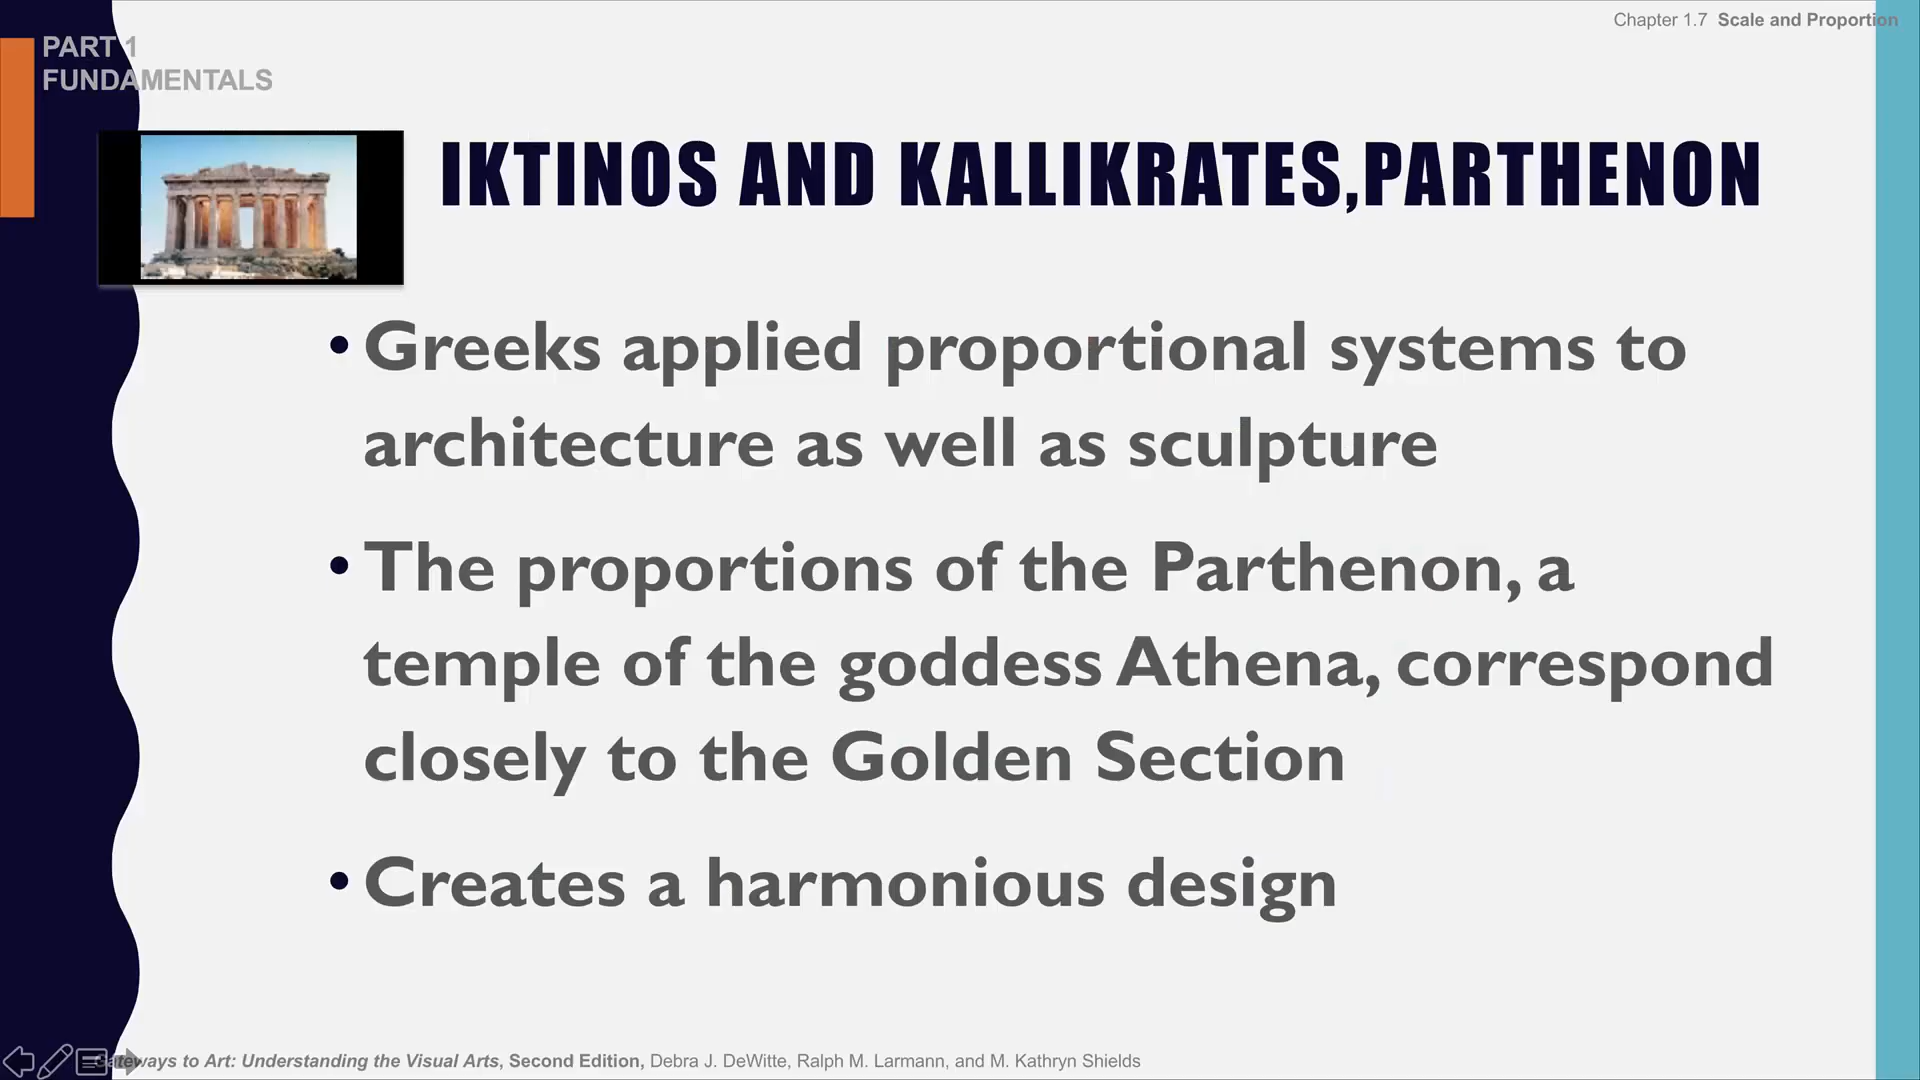 Chapter 1.7 Scale and Proportion
PART 1
FUNDAMENTALS
IKTINOS AND KALLIKRATES,PARTHENON
• Greeks applied proportional systems to
architecture as well as sculpture
• The proportions of the Parthenon, a
temple of the goddess Athena, correspond
closely to the Golden Section
• Creates a harmonious design
Gateways to Art: Understanding the Visual Arts, Second Edition, Debra J. DeWitte, Ralph M. Larmann, and M. Kathryn Shields